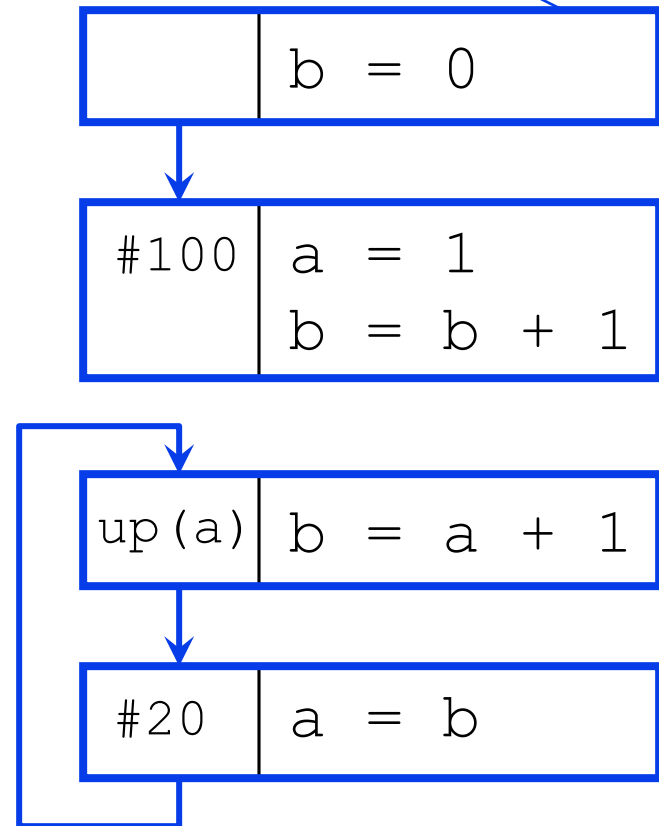 b = 0
#100 a = 1
b = b + 1
up(a) b = a + 1
#20 a = b